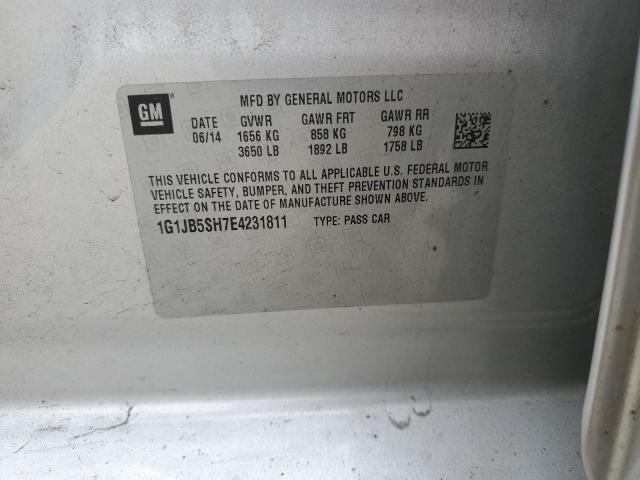 GM
MFD BY GENERAL MOTORS LLC
DATE GVWR GAWR FRT GAWR RR
06/14 1656 KG 858 KG 798 KG
3650 LB 1892 LB 1758 LB
THIS VEHICLE CONFORMS TO ALL APPLICABLE U.S. FEDERAL MOTOR
VEHICLE SAFETY, BUMPER, AND THEFT PREVENTION STANDARDS IN
EFFECT ON THE DATE OF MANUFACTURE SHOWN ABOVE.
1G1JB5SH7E4231811 TYPE: PASS CAR